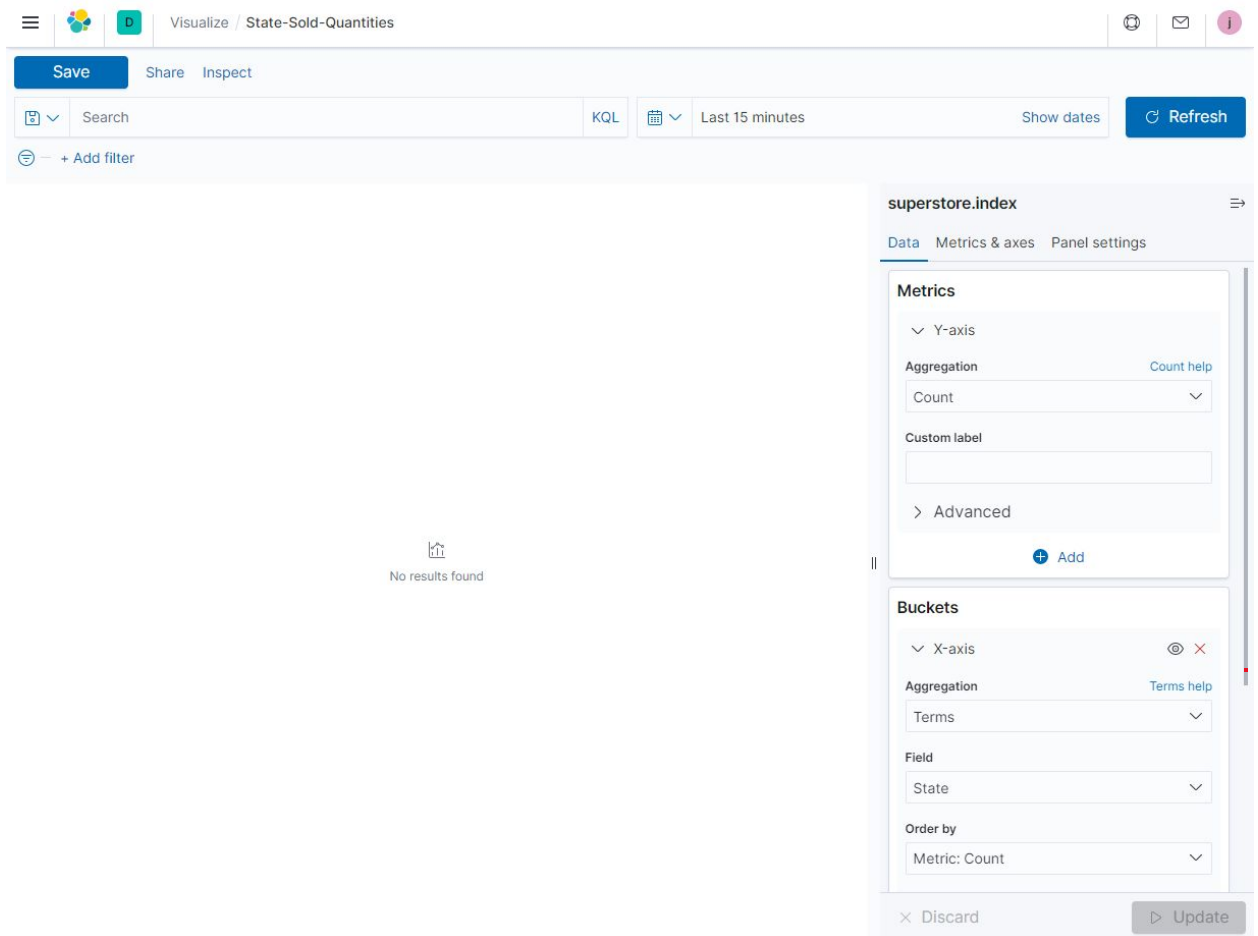 D Visualize / State-Sold-Quantities j
Save Share Inspect
Search KQL Last 15 minutes Show dates Refresh
+ Add filter
superstore.index
Data Metrics & axes Panel settings
Metrics
Y-axis
Aggregation Count help
Count
Custom label
Advanced
Add
No results found
Buckets
X-axis
Aggregation Terms help
Terms
Field
State
Order by
Metric: Count
Discard Update